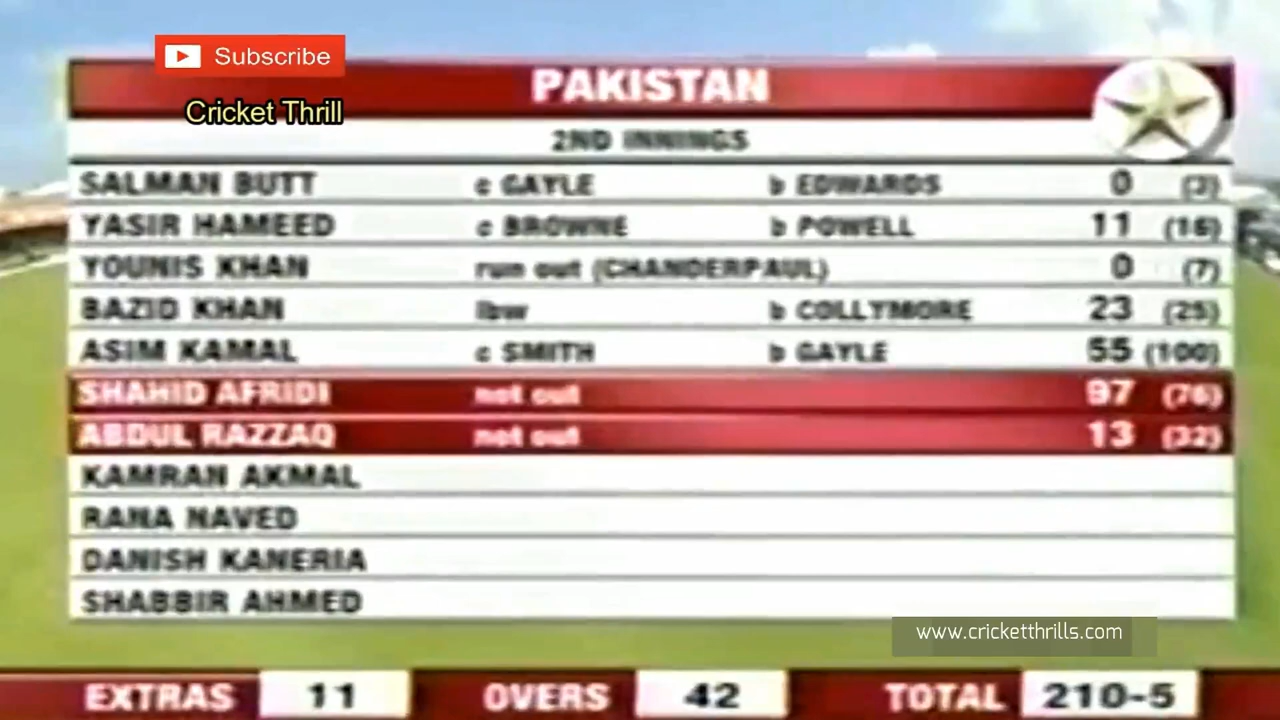 Subscribe
PAKISTAN
Cricket Thrill
2ND INNINGS
SALMAN BUTT c GAYLE b EDWARDS 0 (3)
YASIR HAMEED c BROWNE b POWELL 11 (16)
YOUNIS KHAN run out (CHANDERPAUL) 0 (7)
BAZID KHAN lbw b COLLYMORE 23 (25)
ASIM KAMAL c SMITH b GAYLE 55 (100)
SHAHID AFRIDI not out 97 (76)
ABDUL RAZZAQ not out 13 (32)
KAMRAN AKMAL
RANA NAVED
DANISH KANERIA
SHABBIR AHMED
www.cricketthrills.com
EXTRAS 11 OVERS 42 TOTAL 210-5